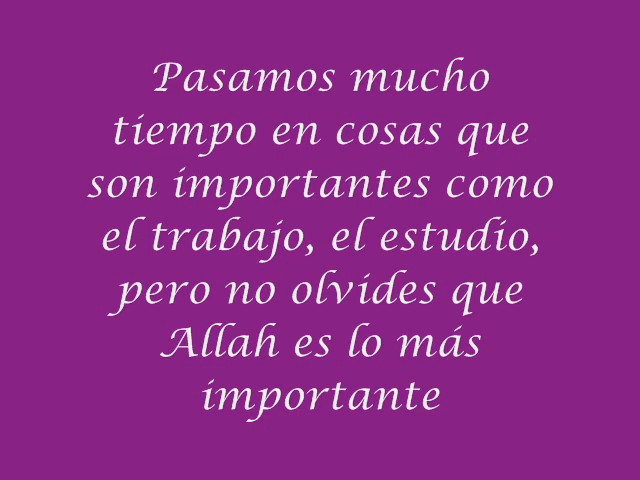 Pasamos mucho
tiempo en cosas que
son importantes como
el trabajo, el estudio,
pero no olvides que
Allah es lo más
importante